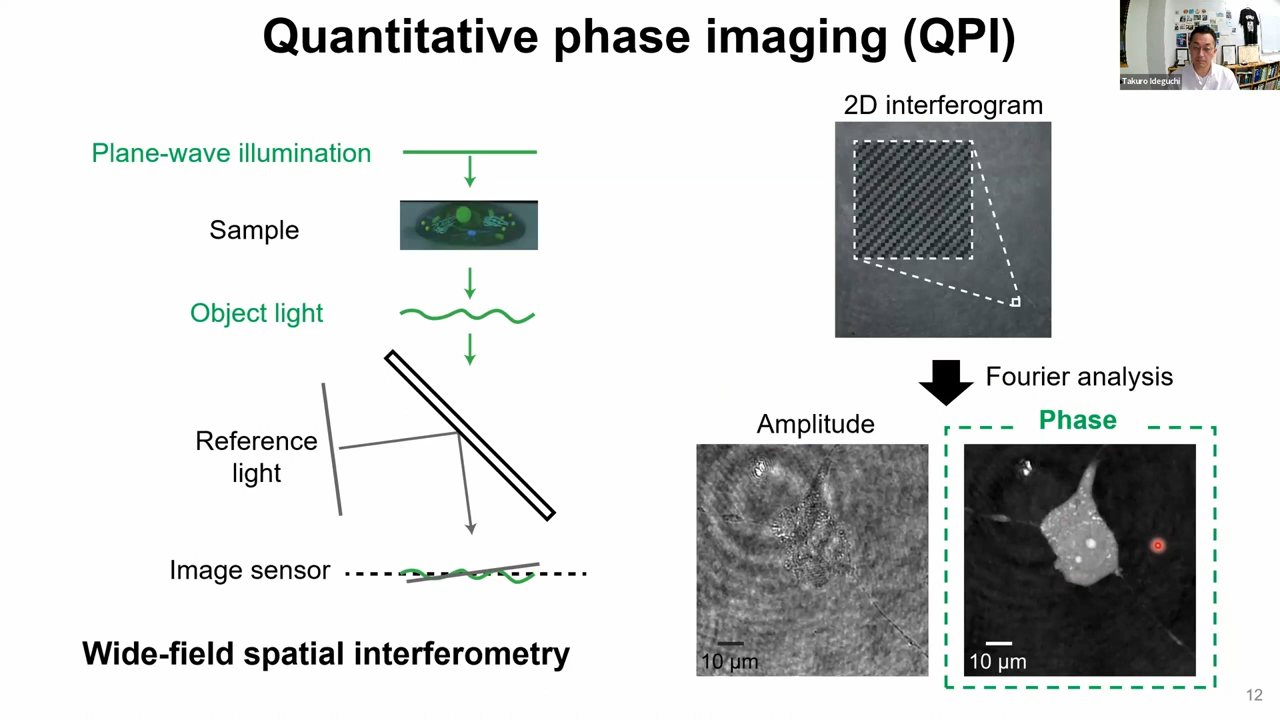 Quantitative phase imaging (QPI)
Takuro Ideguchi
Plane-wave illumination
Sample
Object light
Reference
light
Image sensor
Wide-field spatial interferometry
2D interferogram
Fourier analysis
Amplitude
10 µm
Phase
10 µm
12